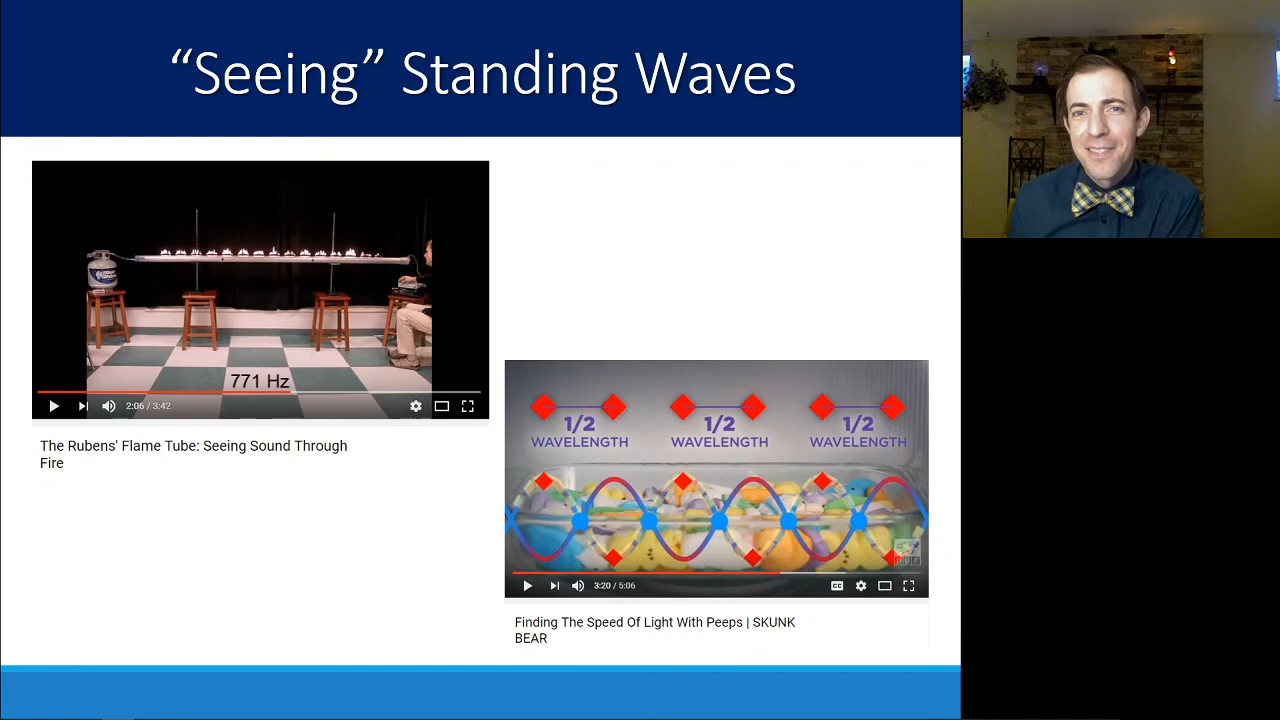 “Seeing” Standing Waves
771 Hz
2:06 / 3:42
The Rubens' Flame Tube: Seeing Sound Through
Fire
1/2 1/2 1/2
WAVELENGTH WAVELENGTH WAVELENGTH
npr
CC
3:20 / 5:06
Finding The Speed Of Light With Peeps | SKUNK
BEAR